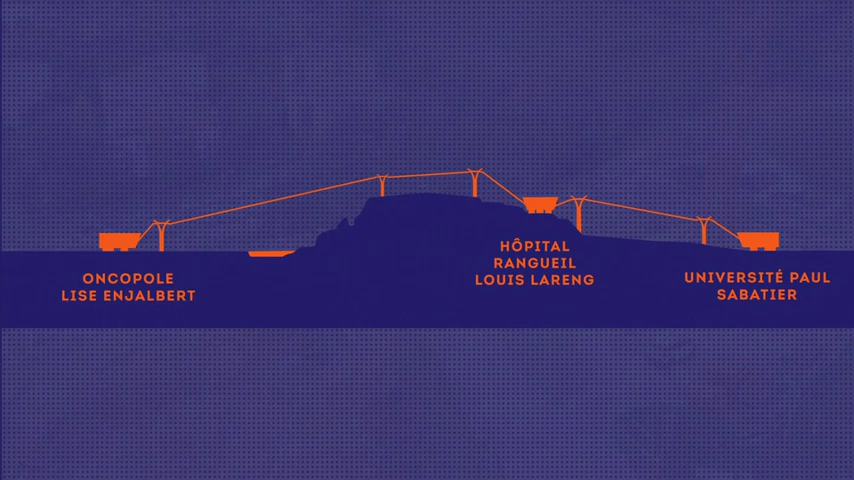 ONCOPOLE
LISE ENJALBERT
HÔPITAL
RANGUEIL
LOUIS LARENG
UNIVERSITÉ PAUL
SABATIER